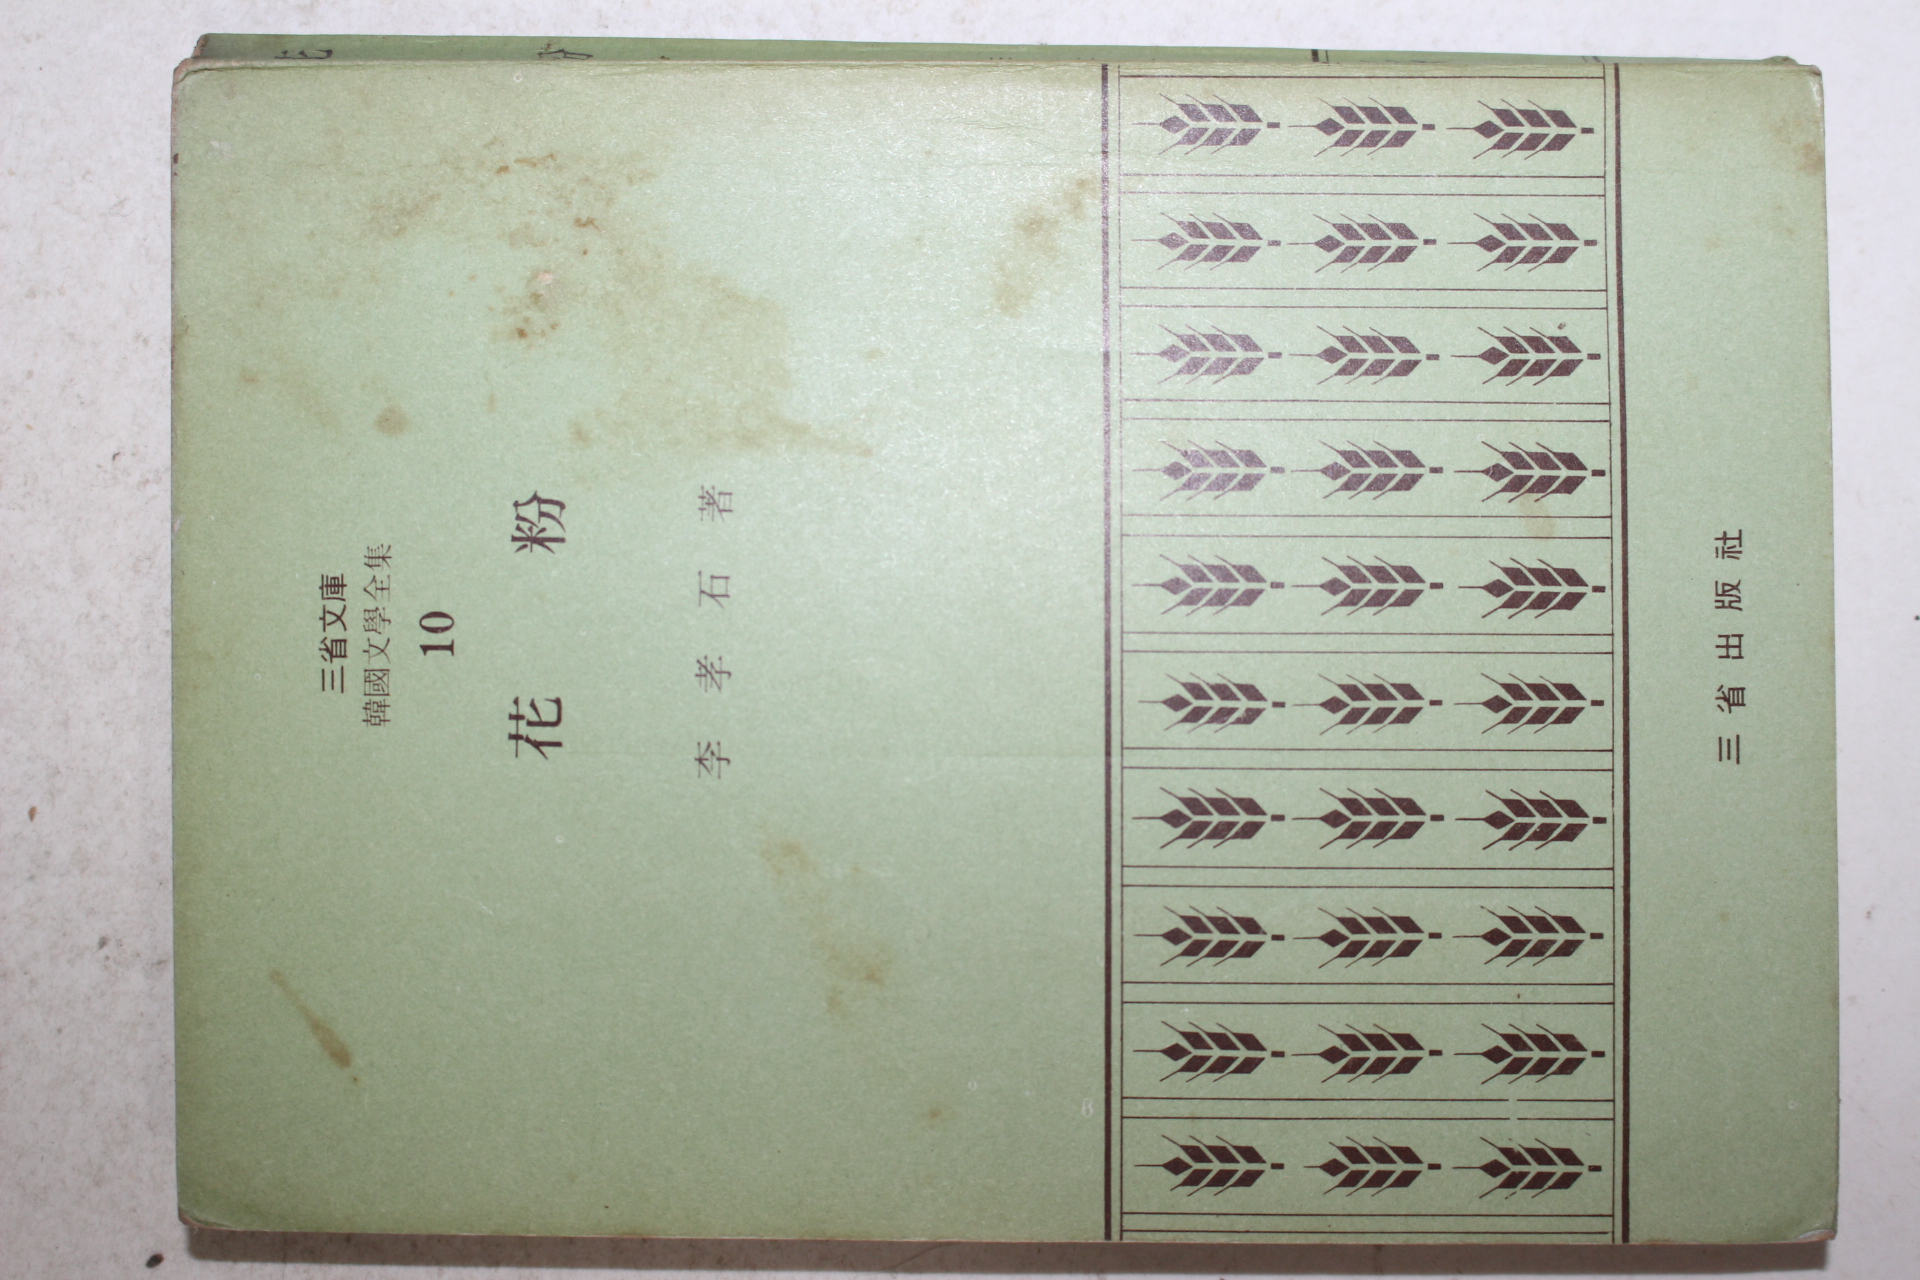 三省文庫
韓國文學全集
10
花粉
李孝石 著
三省出版社